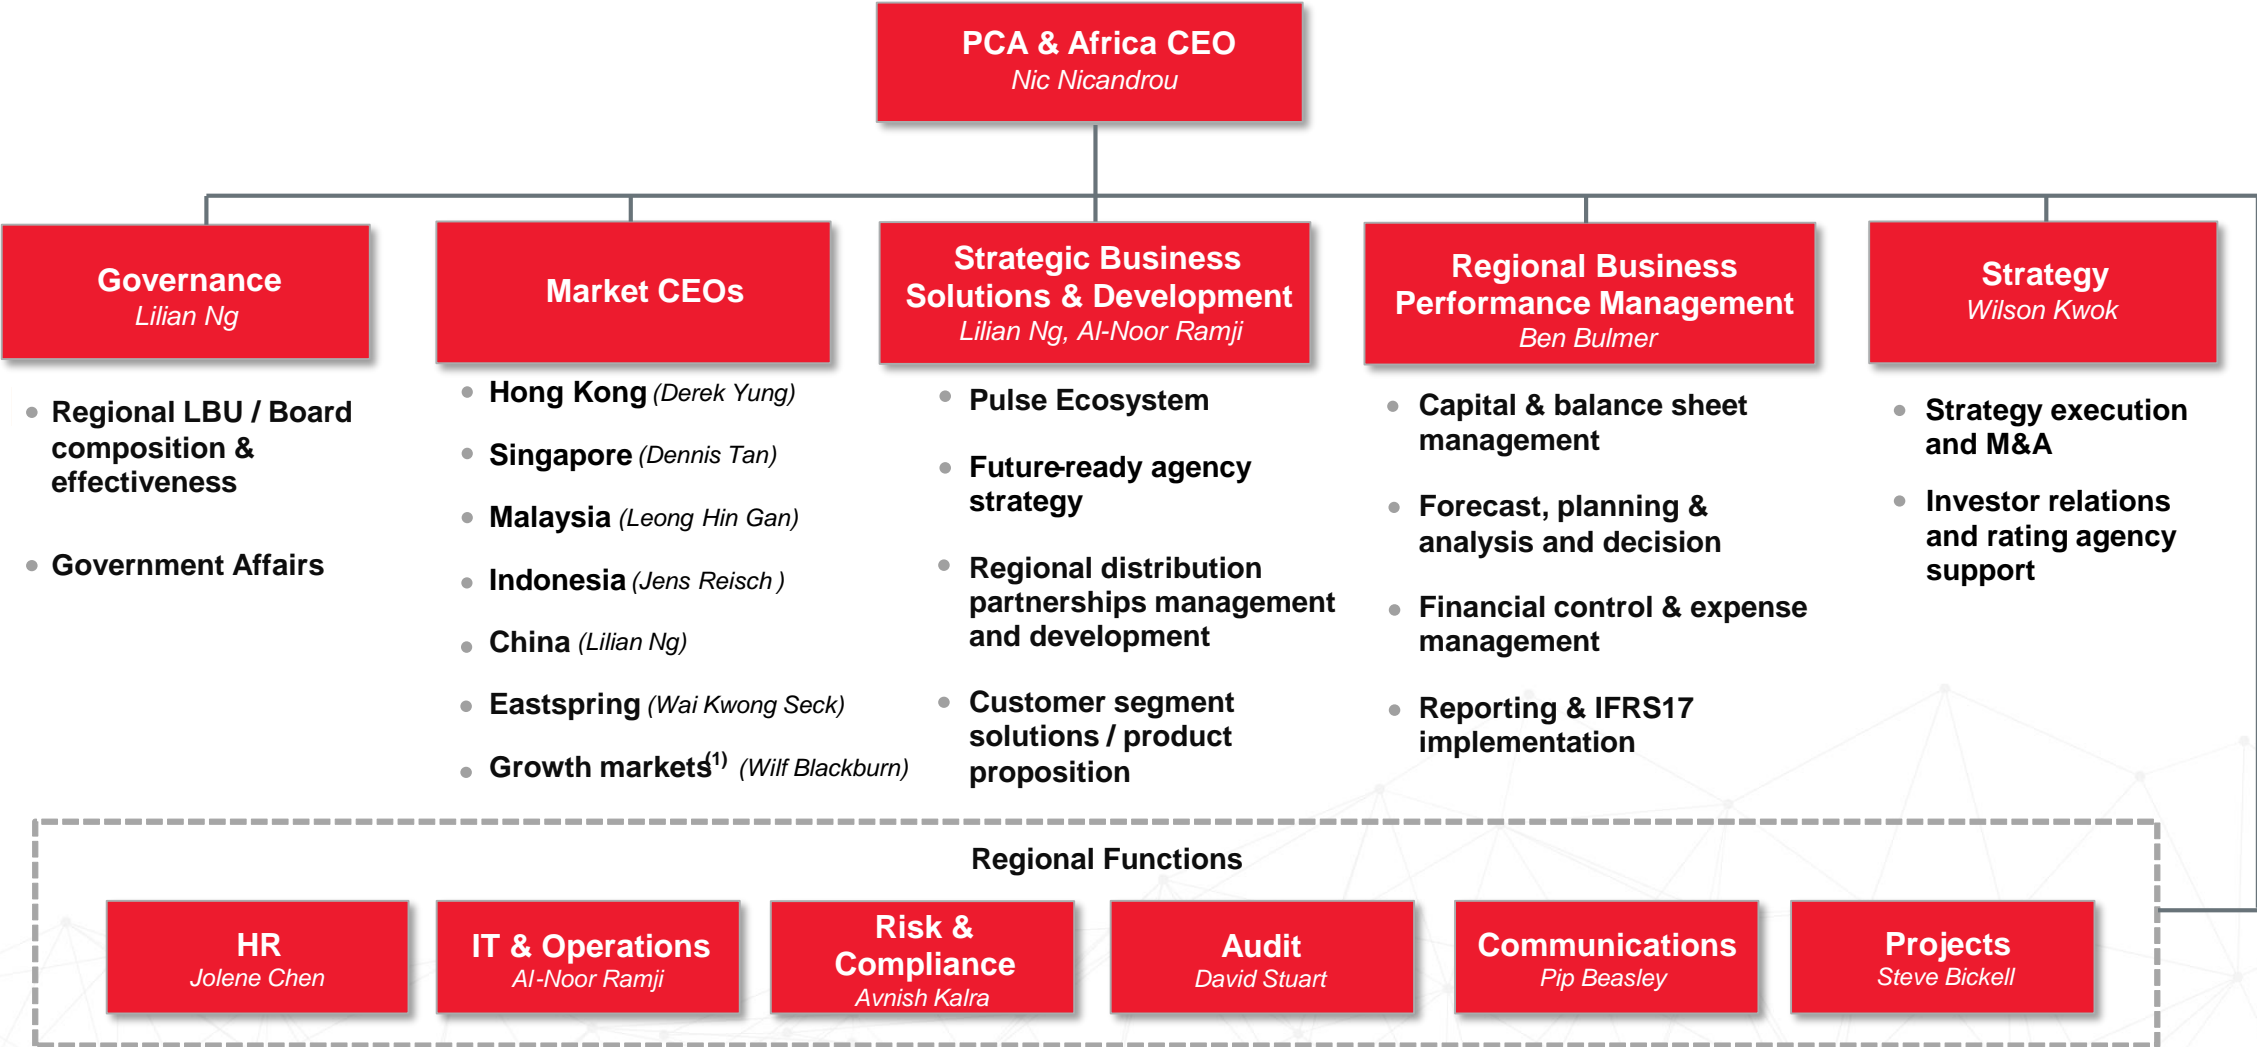 PCA & Africa CEO
Nic Nicandrou
Governance
Lilian Ng
Regional LBU / Board
composition &
effectiveness
Government Affairs
Market CEOs
Hong Kong (Derek Yung)
Singapore (Dennis Tan)
Malaysia (Leong Hin Gan)
Indonesia (Jens Reisch )
China (Lilian Ng)
Eastspring (Wai Kwong Seck)
Growth markets(1) (Wilf Blackburn)
Strategic Business
Solutions & Development
Lilian Ng, Al-Noor Ramji
Pulse Ecosystem
Future-ready agency
strategy
Regional distribution
partnerships management
and development
Customer segment
solutions / product
proposition
Regional Business
Performance Management
Ben Bulmer
Capital & balance sheet
management
Forecast, planning &
analysis and decision
Financial control & expense
management
Reporting & IFRS17
implementation
Strategy
Wilson Kwok
Strategy execution
and M&A
Investor relations
and rating agency
support
Regional Functions
HR
Jolene Chen
IT & Operations
Al-Noor Ramji
Risk &
Compliance
Avnish Kalra
Audit
David Stuart
Communications
Pip Beasley
Projects
Steve Bickell